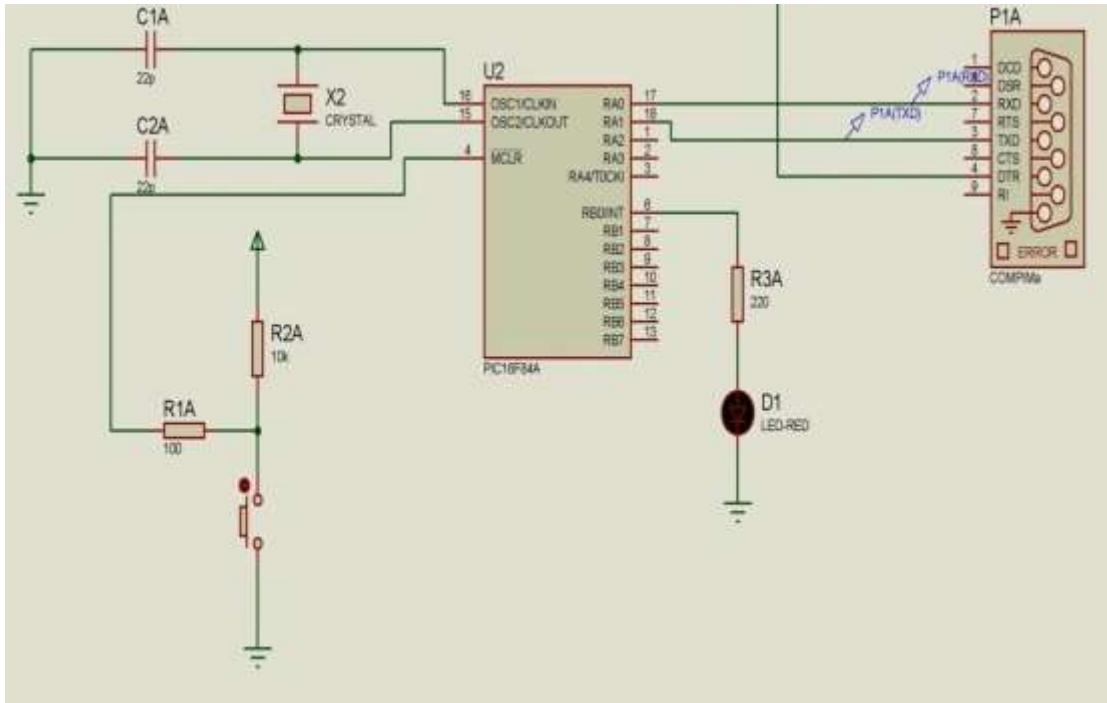 C1A
22p
X2
CRYSTAL
C2A
22p
R2A
10k
R1A
100
U2
16
OSC1/CLKIN
15
OSC2/CLKOUT
4
MCLR
RA0
17
RA1
18
RA2
1
RA3
2
RA4/T0CKI
3
RB0/INT
6
RB1
7
RB2
8
RB3
9
RB4
10
RB5
11
RB6
12
RB7
13
PIC16F84A
R3A
220
D1
LED-RED
P1A(RXD)
P1A(TXD)
P1A
1
DCD
DSR
2
RXD
7
RTS
3
TXD
8
CTS
4
DTR
9
RI
ERROR
COMPIMa